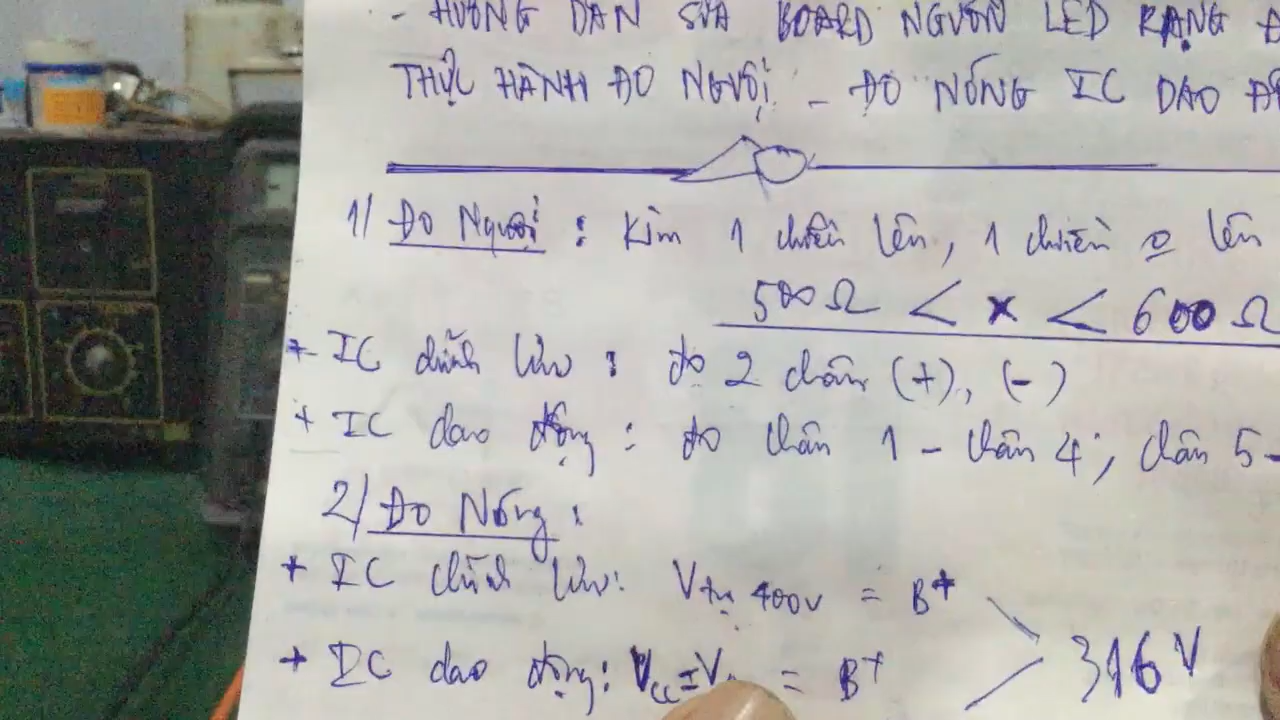 - HƯỚNG DẪN SỬA BOARD NGUỒN LED RẠNG
THỰC HÀNH ĐO NGUỘI - ĐO NÓNG IC DAO
1/ Đo Nguội : Kim 1 chiều lên, 1 chiều o lên
500Ω < x < 600Ω
+ IC chỉnh lưu : đo 2 chân (+), (-)
+ IC dao động : đo chân 1 - chân 4 ; chân 5 -
2/ Đo Nóng :
+ IC chỉnh lưu : Vtụ 400v = B+
+ IC dao động : Vcc = = B+
316 V